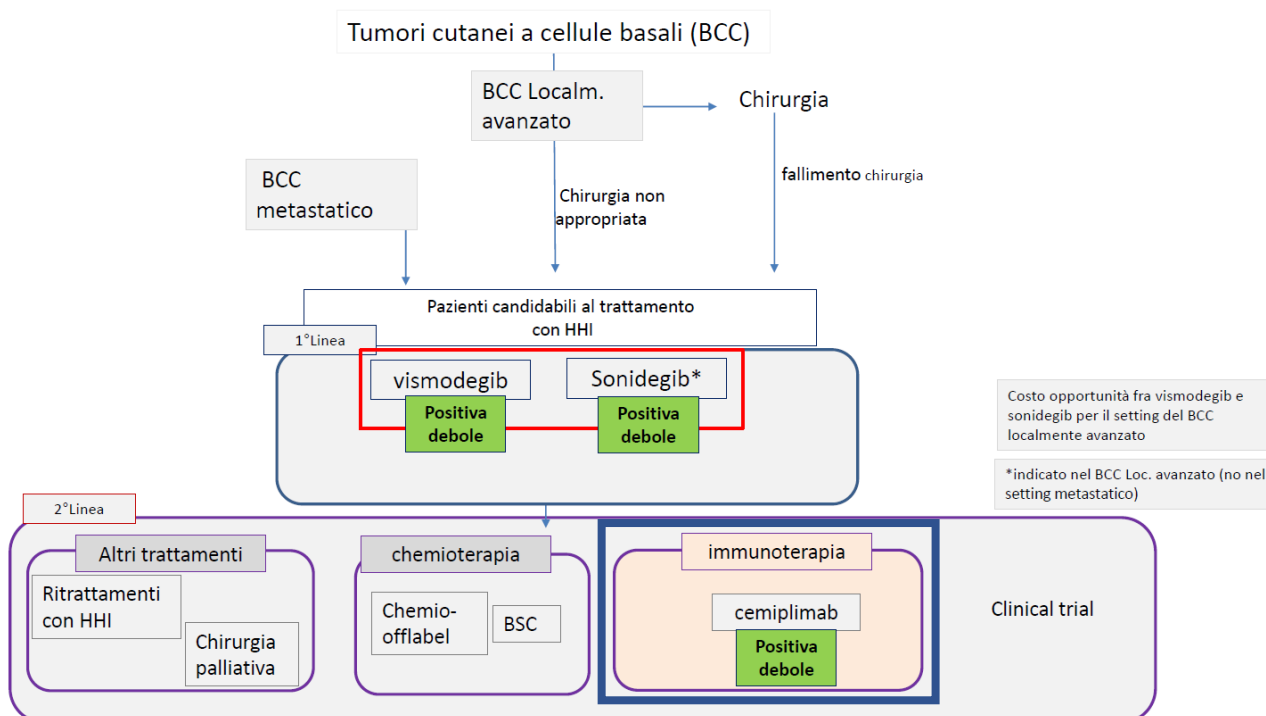 Tumori cutanei a cellule basali (BCC)
BCC Localm.
avanzato
Chirurgia
BCC
metastatico
fallimento chirurgia
Chirurgia non
appropriata
Pazienti candidabili al trattamento
con HHI
1°Linea
vismodegib
Sonidegib*
Positiva
debole
Positiva
debole
Costo opportunità fra vismodegib e
sonidegib per il setting del BCC
localmente avanzato
*indicato nel BCC Loc. avanzato (no nel
setting metastatico)
2°Linea
Altri trattamenti
Ritrattamenti
con HHI
Chirurgia
palliativa
chemioterapia
Chemio-
offlabel
BSC
immunoterapia
cemiplimab
Positiva
debole
Clinical trial